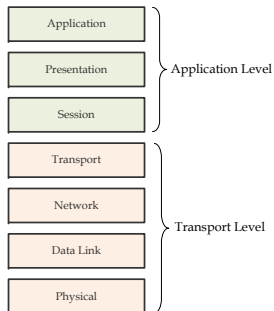 Application
Presentation
Session
Application Level
Transport
Network
Data Link
Physical
Transport Level